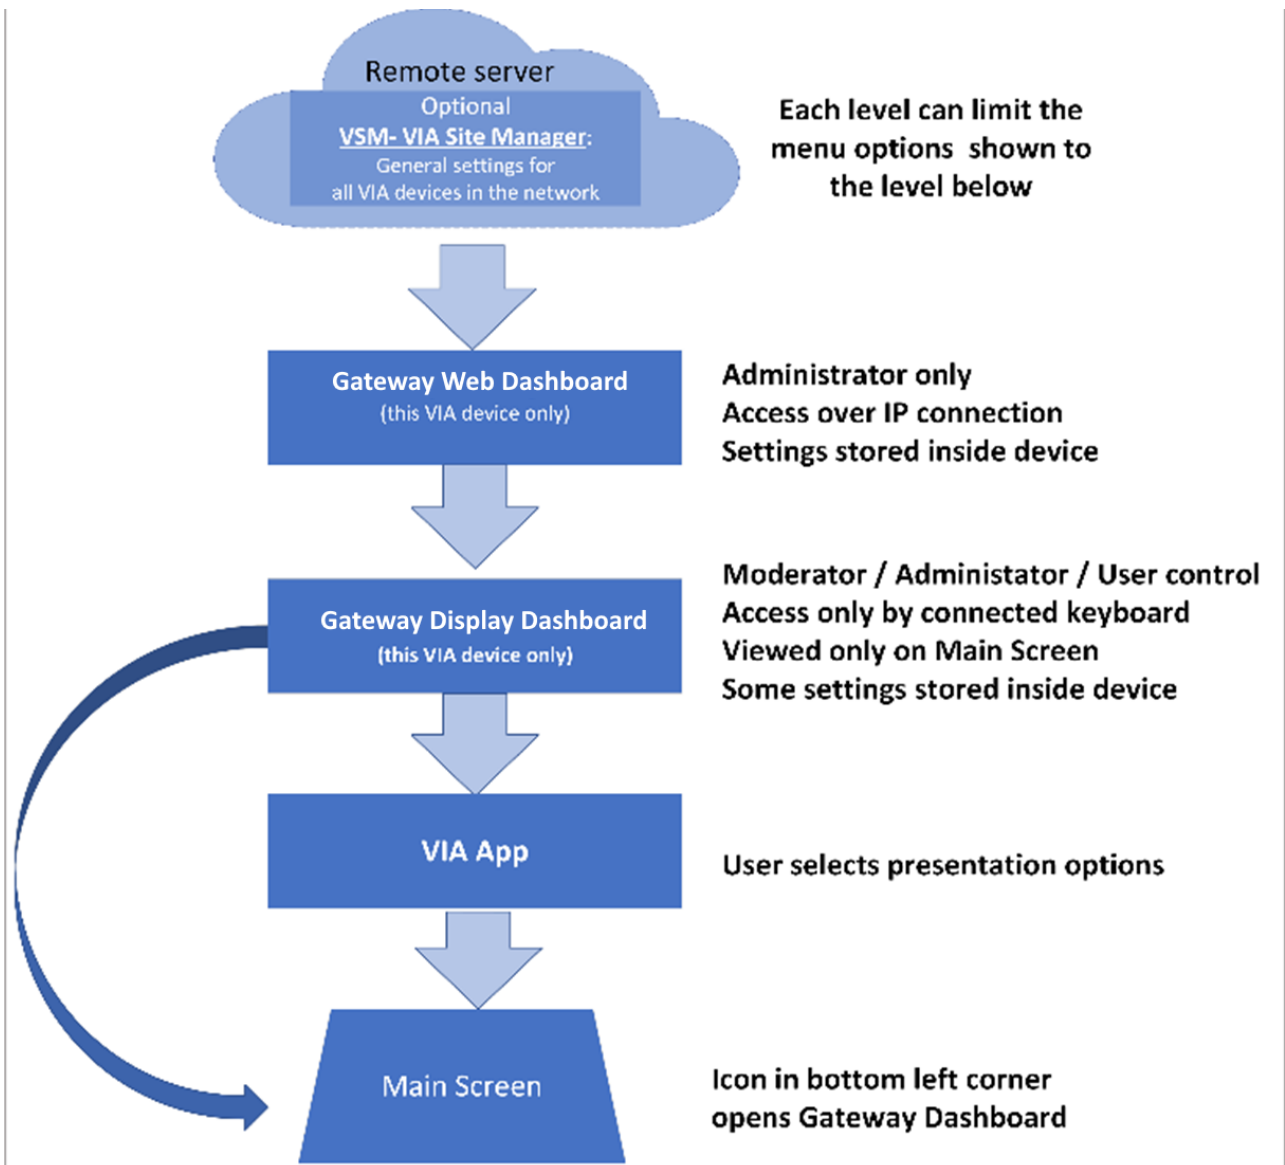 Remote server
Optional
VSM- VIA Site Manager:
General settings for
all VIA devices in the network
Each level can limit the
menu options shown to
the level below
Gateway Web Dashboard
(this VIA device only)
Administrator only
Access over IP connection
Settings stored inside device
Gateway Display Dashboard
(this VIA device only)
Moderator / Administator / User control
Access only by connected keyboard
Viewed only on Main Screen
Some settings stored inside device
VIA App
User selects presentation options
Main Screen
Icon in bottom left corner
opens Gateway Dashboard